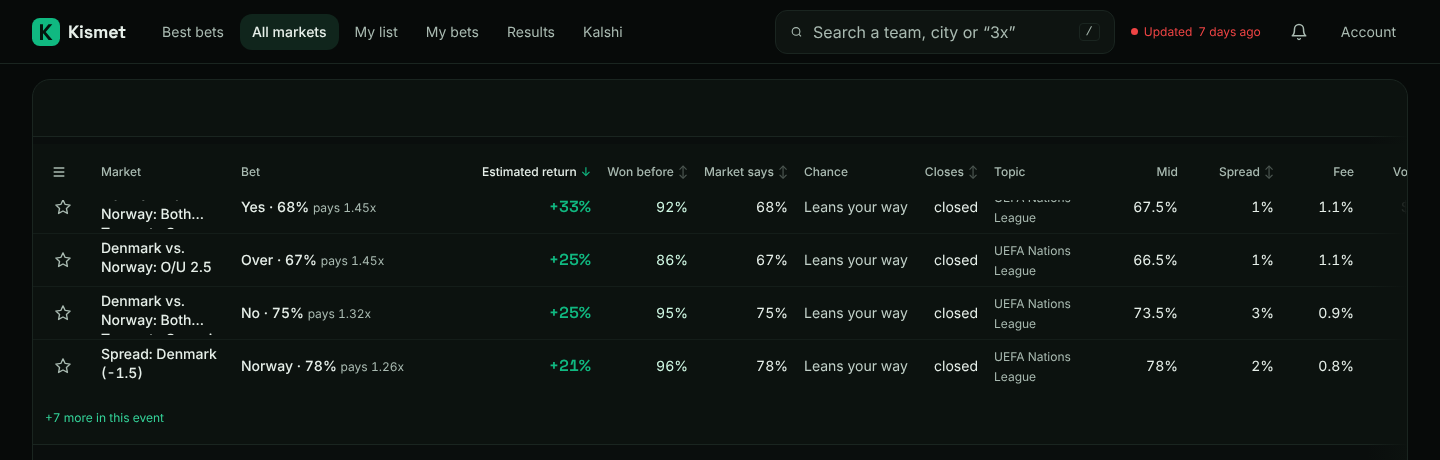 K Kismet
Best bets
All markets
My list
My bets
Results
Kalshi
Search a team, city or “3x”
/
Updated 7 days ago
Account
Market Bet Estimated return ↓ Won before Market says Chance Closes Topic Mid Spread Fee Vo
Norway: Both... Yes · 68% pays 1.45x +33% 92% 68% Leans your way closed UEFA Nations League 67.5% 1% 1.1%
Denmark vs.
Norway: O/U 2.5 Over · 67% pays 1.45x +25% 86% 67% Leans your way closed UEFA Nations League 66.5% 1% 1.1%
Denmark vs.
Norway: Both... No · 75% pays 1.32x +25% 95% 75% Leans your way closed UEFA Nations League 73.5% 3% 0.9%
Spread: Denmark
(-1.5) Norway · 78% pays 1.26x +21% 96% 78% Leans your way closed UEFA Nations League 78% 2% 0.8%
+7 more in this event